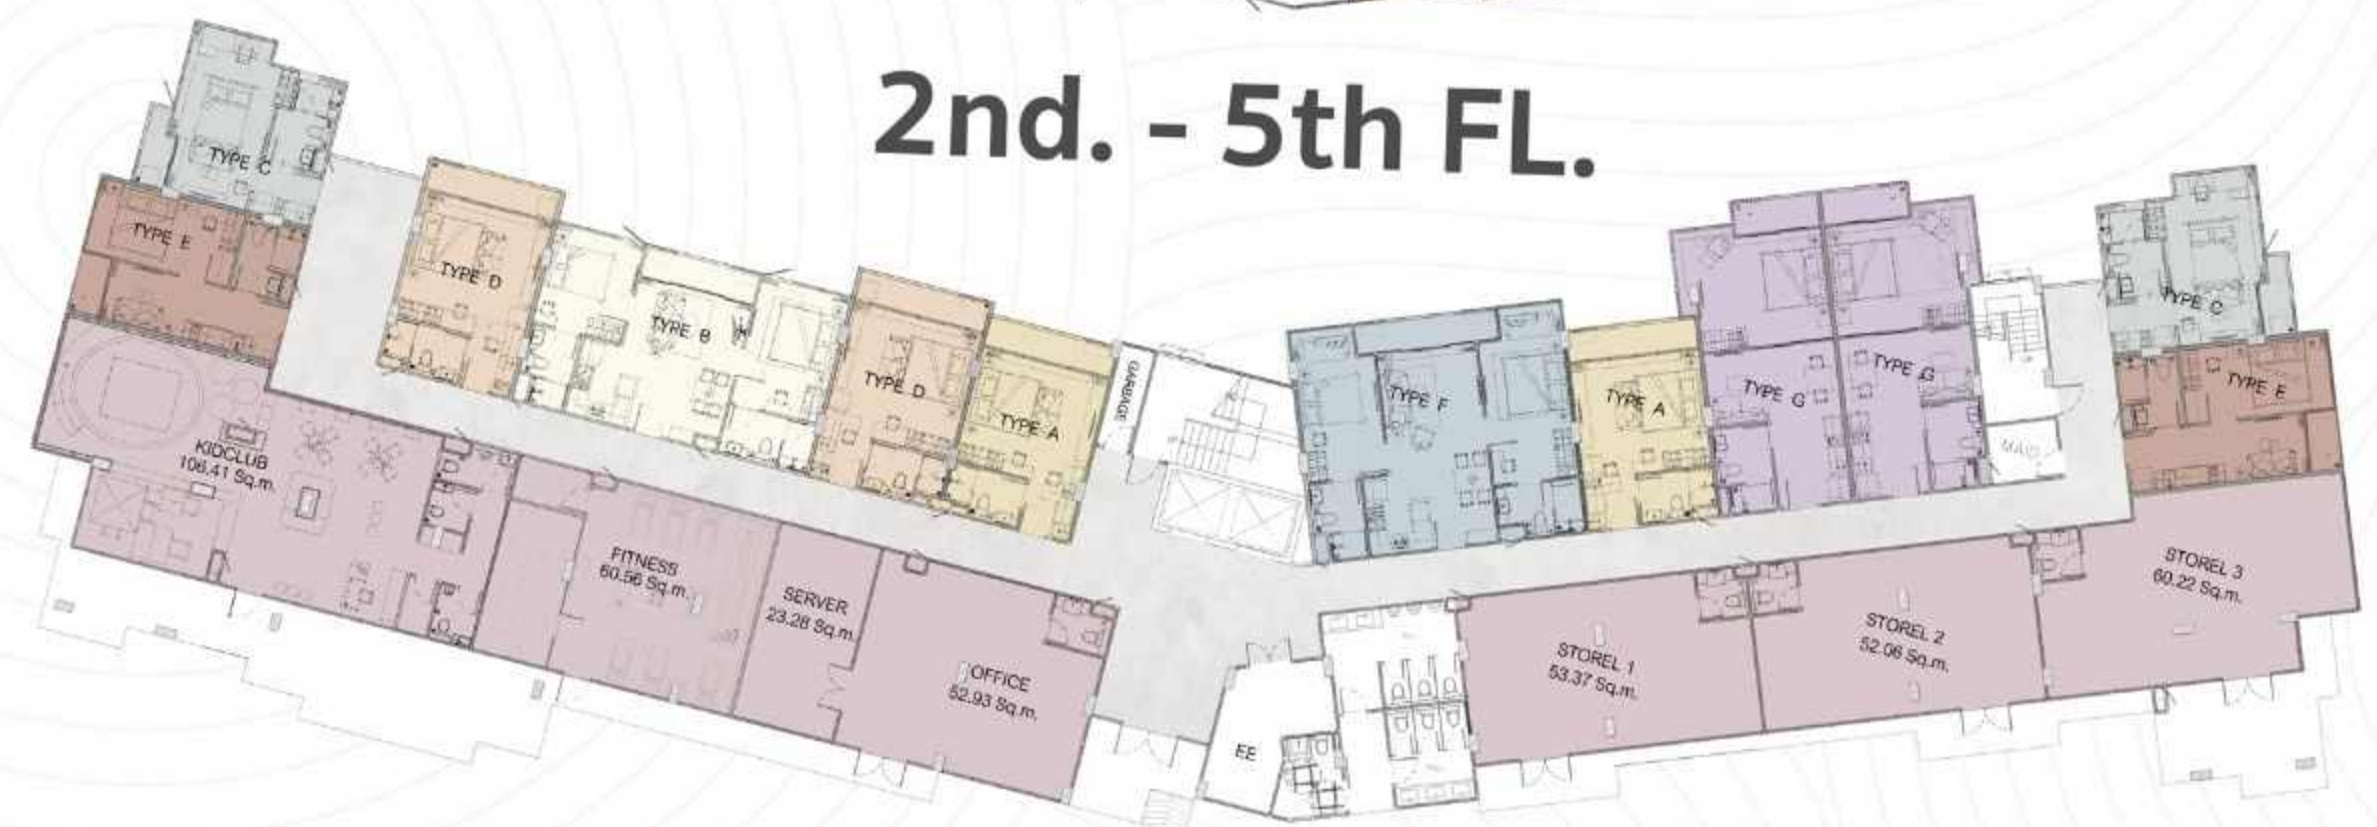 2nd. - 5th FL.
TYPE C
TYPE E
TYPE D
TYPE B
TYPE D
TYPE A
GARBAGE
TYPE F
TYPE A
TYPE G
TYPE G
MAID
TYPE C
TYPE E
KIDCLUB
106.41 Sq.m.
FITNESS
60.56 Sq.m.
SERVER
23.28 Sq.m.
OFFICE
52.93 Sq.m.
EE
STOREL 1
53.37 Sq.m.
STOREL 2
52.06 Sq.m.
STOREL 3
60.22 Sq.m.